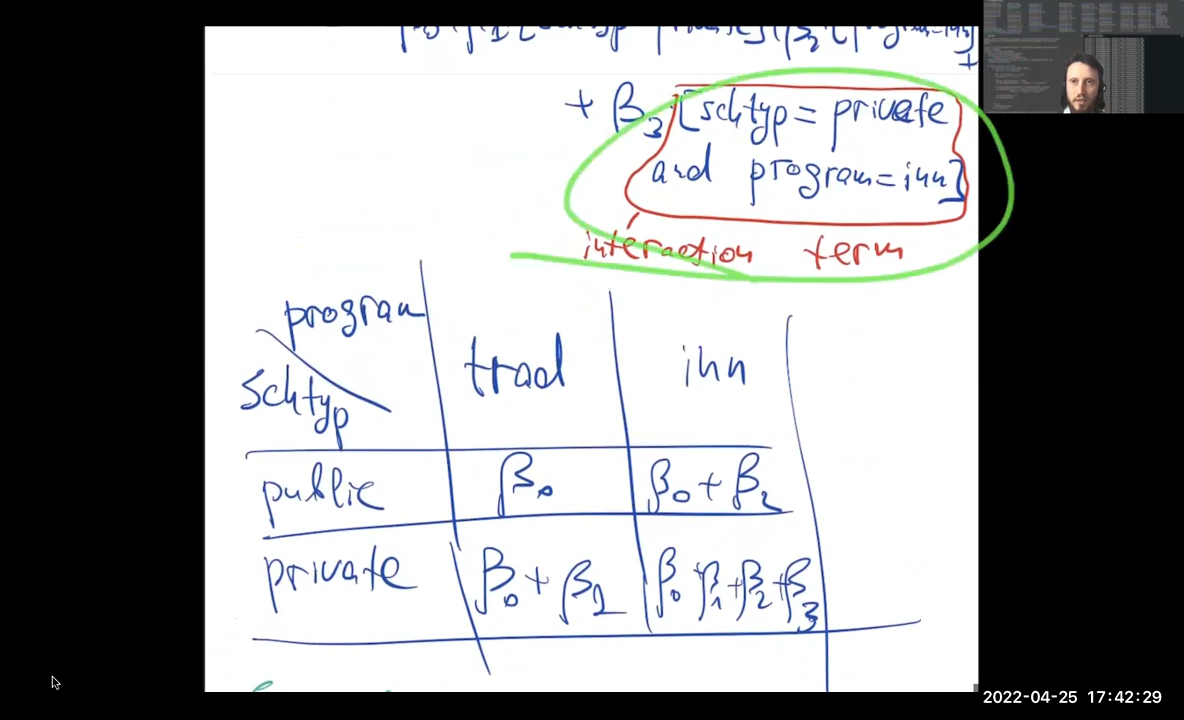 + β3 [schtyp = private
and program = inn]
interaction term
program
schtyp
trad
inn
public
β0
β0 + β2
private
β0 + β1
β0 + β1 + β2 + β3
2022-04-25 17:42:29